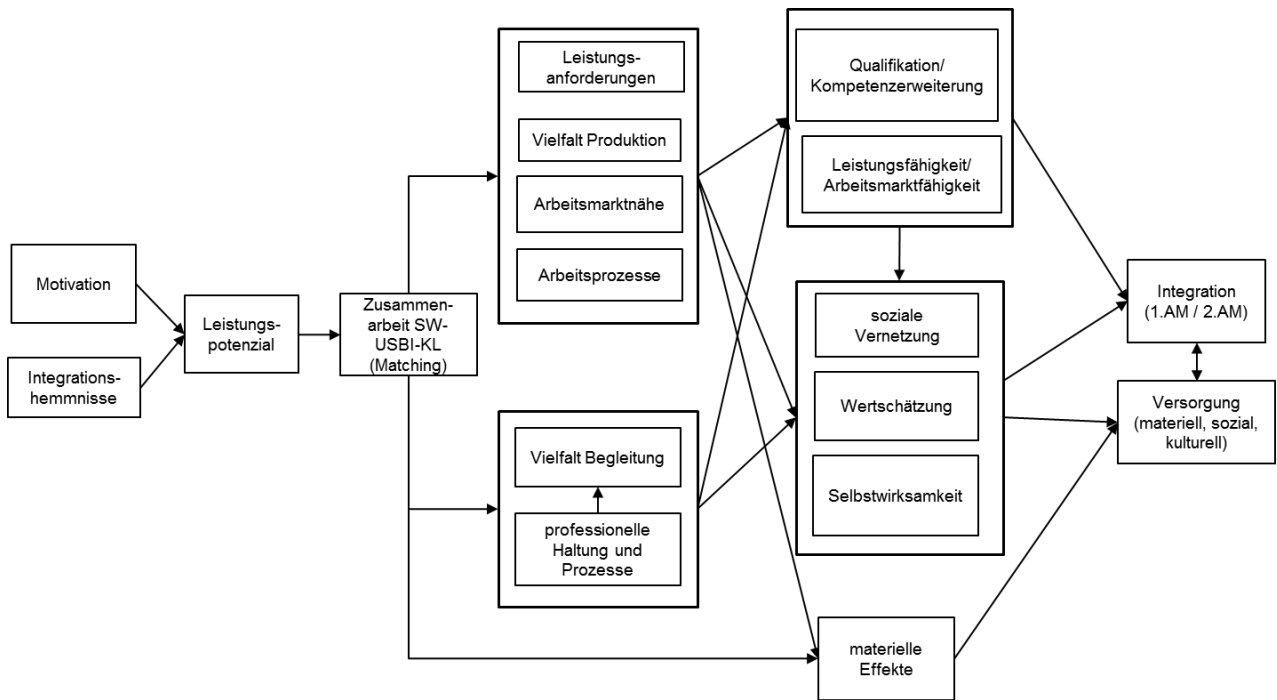 Motivation
Integrations-
hemmnisse
Leistungs-
potenzial
Zusammen-
arbeit SW-
USBI-KL
(Matching)
Leistungs-
anforderungen
Vielfalt Produktion
Arbeitsmarktnähe
Arbeitsprozesse
Vielfalt Begleitung
professionelle
Haltung und
Prozesse
Qualifikation/
Kompetenzerweiterung
Leistungsfähigkeit/
Arbeitsmarktfähigkeit
soziale
Vernetzung
Wertschätzung
Selbstwirksamkeit
materielle
Effekte
Integration
(1.AM / 2.AM)
Versorgung
(materiell, sozial,
kulturell)